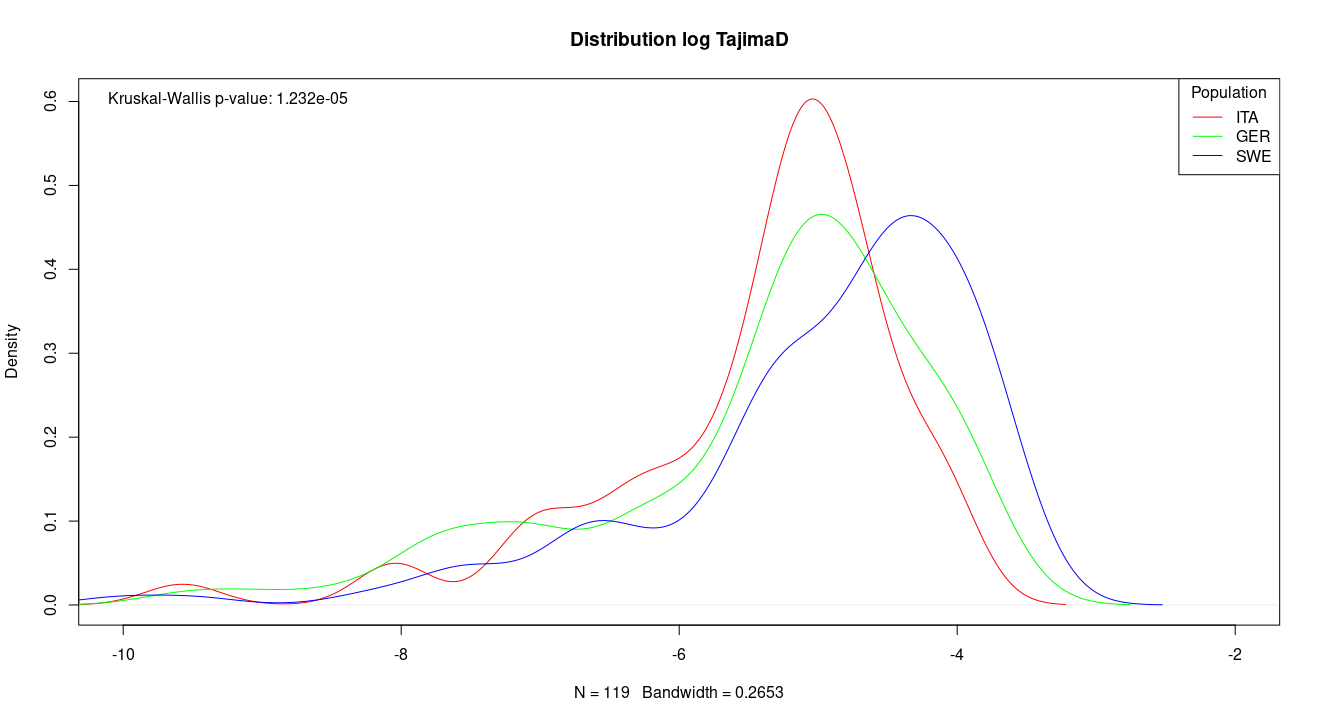 Distribution log TajimaD
Kruskal-Wallis p-value: 1.232e-05
Population
ITA
GER
SWE
Density
0.6
0.5
0.4
0.3
0.2
0.1
0.0
-10 -8 -6 -4 -2
N = 119 Bandwidth = 0.2653